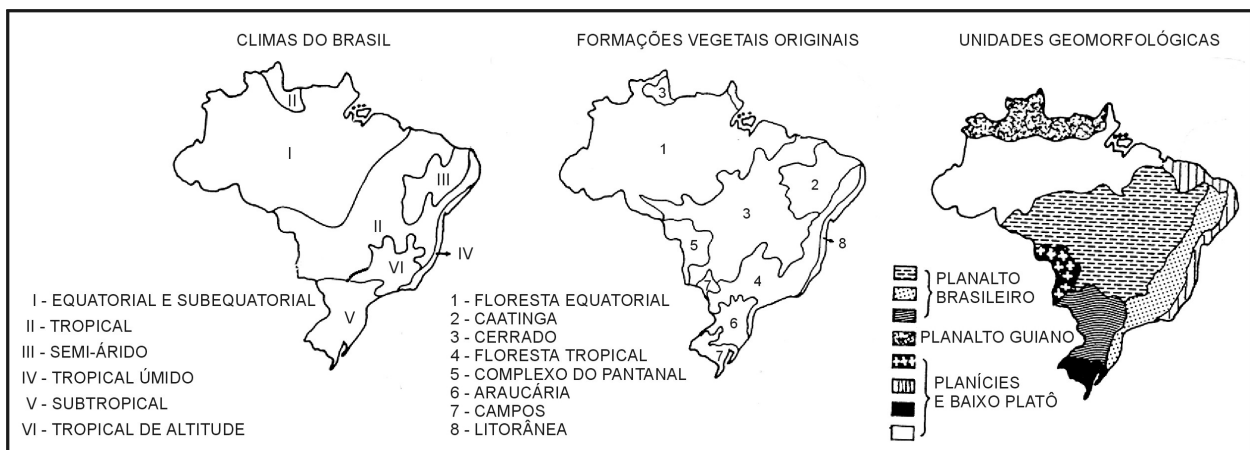 CLIMAS DO BRASIL
II
I
III
II
IV
VI
V
I - EQUATORIAL E SUBEQUATORIAL
II - TROPICAL
III - SEMI-ÁRIDO
IV - TROPICAL ÚMIDO
V - SUBTROPICAL
VI - TROPICAL DE ALTITUDE
FORMAÇÕES VEGETAIS ORIGINAIS
3
1
2
3
5
8
7
4
6
7
1 - FLORESTA EQUATORIAL
2 - CAATINGA
3 - CERRADO
4 - FLORESTA TROPICAL
5 - COMPLEXO DO PANTANAL
6 - ARAUCÁRIA
7 - CAMPOS
8 - LITORÂNEA
UNIDADES GEOMORFOLÓGICAS
PLANALTO
BRASILEIRO
PLANALTO GUIANO
PLANÍCIES
E BAIXO PLATÔ